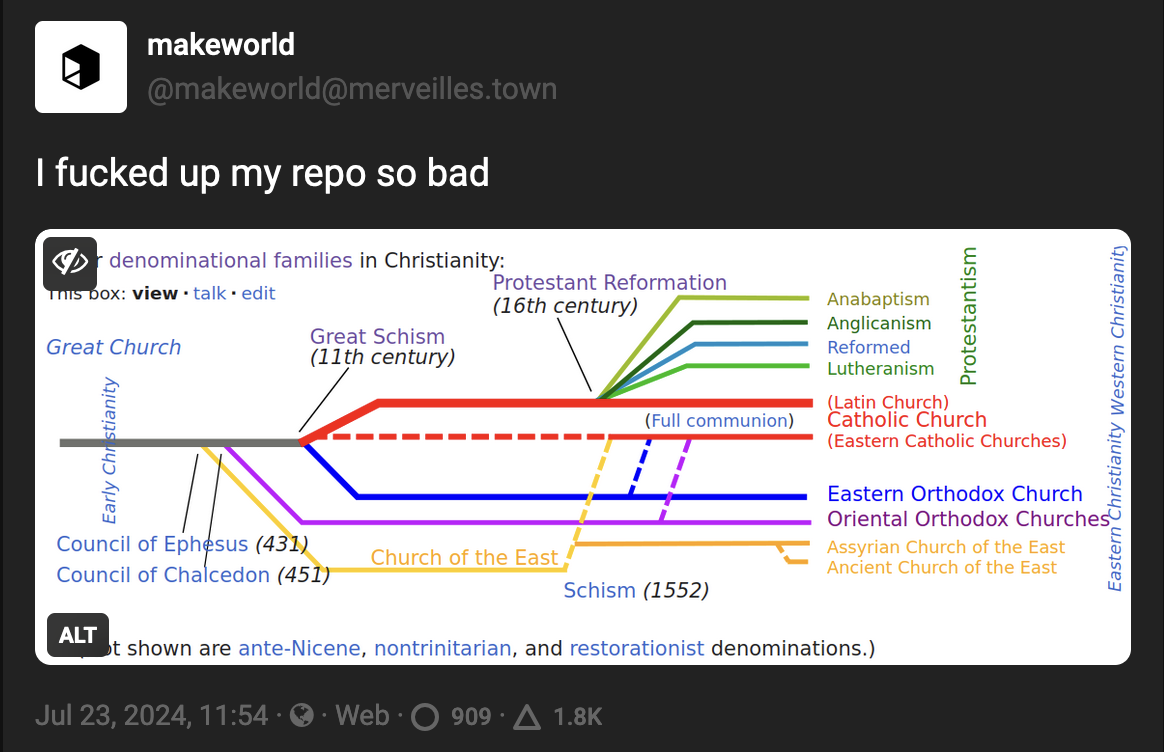 makeworld
@makeworld@merveilles.town
I fucked up my repo so bad
r denominational families in Christianity:
This box: view · talk · edit
Great Church
Early Christianity
Great Schism
(11th century)
Protestant Reformation
(16th century)
Anabaptism
Anglicanism
Reformed
Lutheranism
Protestantism
(Latin Church)
Catholic Church
(Eastern Catholic Churches)
(Full communion)
Eastern Orthodox Church
Oriental Orthodox Churches
Assyrian Church of the East
Ancient Church of the East
Eastern Christianity Western Christianity
Council of Ephesus (431)
Council of Chalcedon (451)
Church of the East
Schism (1552)
ALT
ot shown are ante-Nicene, nontrinitarian, and restorationist denominations.)
Jul 23, 2024, 11:54 · Web · 909 · 1.8K